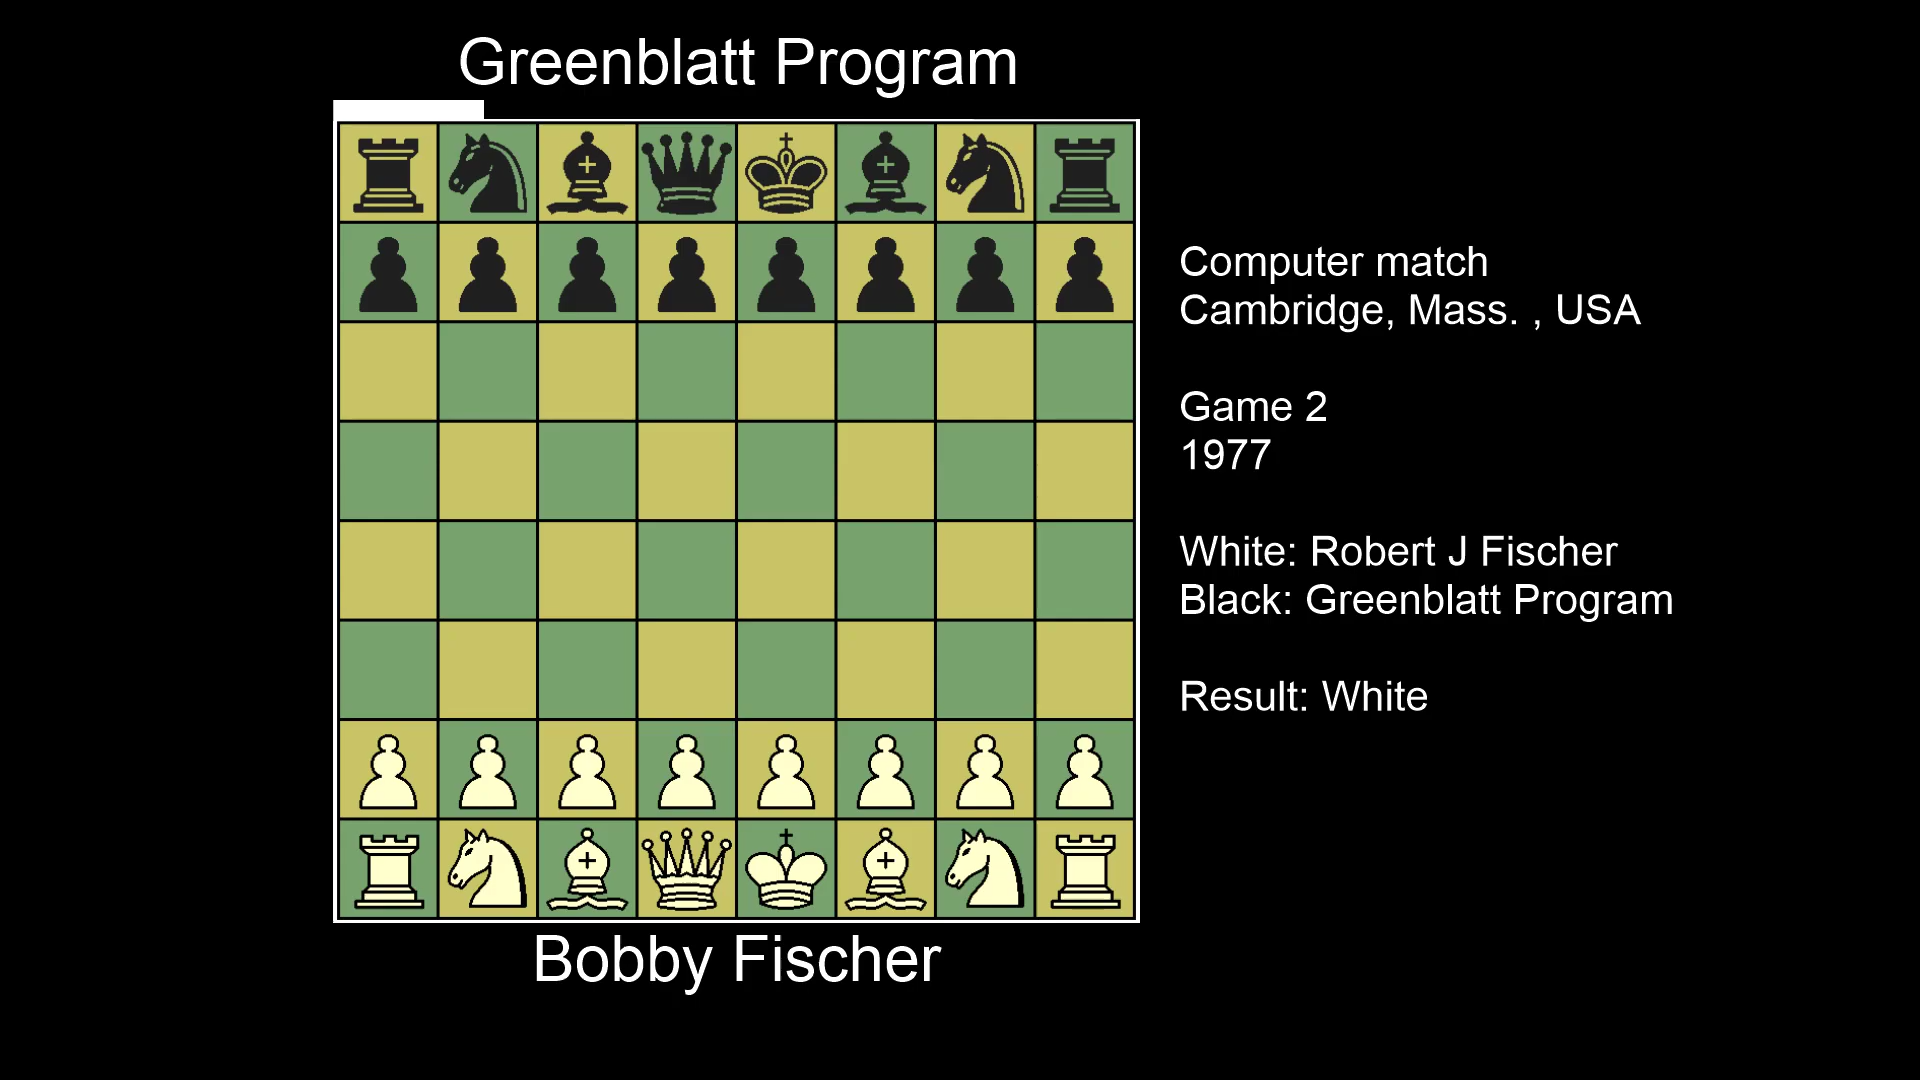 Greenblatt Program
Computer match
Cambridge, Mass. , USA
Game 2
1977
White: Robert J Fischer
Black: Greenblatt Program
Result: White
Bobby Fischer